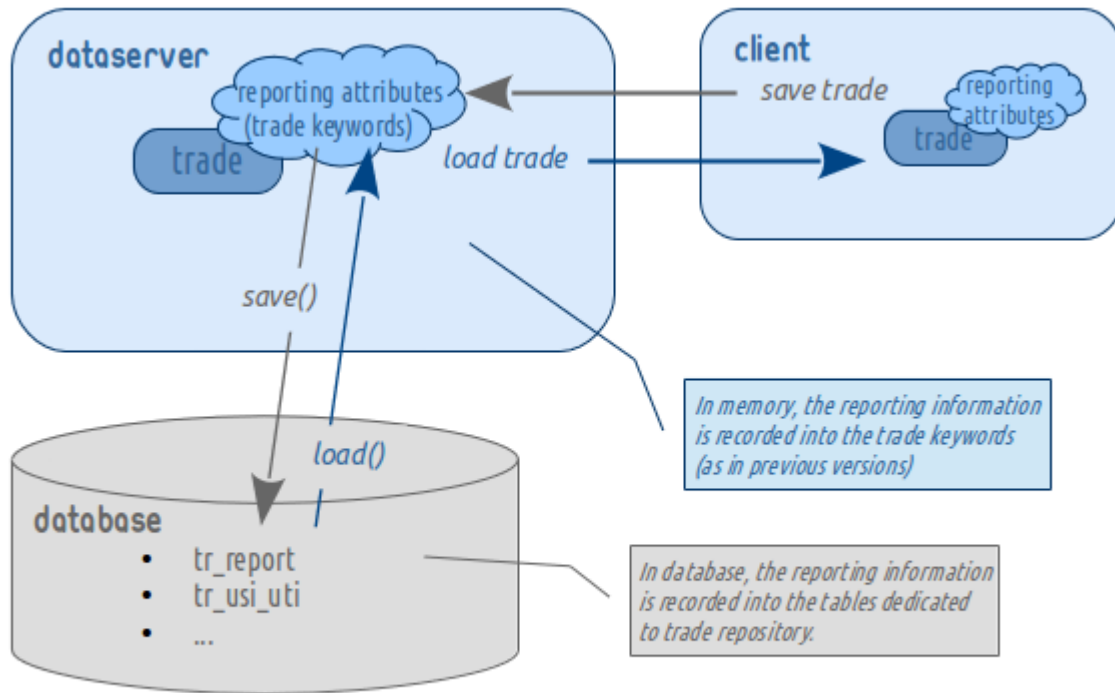 dataserver
reporting attributes
(trade keywords)
trade
client
save trade
reporting
attributes
trade
load trade
save()
load()
In memory, the reporting information
is recorded into the trade keywords
(as in previous versions)
database
• tr_report
• tr_usi_uti
• ...
In database, the reporting information
is recorded into the tables dedicated
to trade repository.